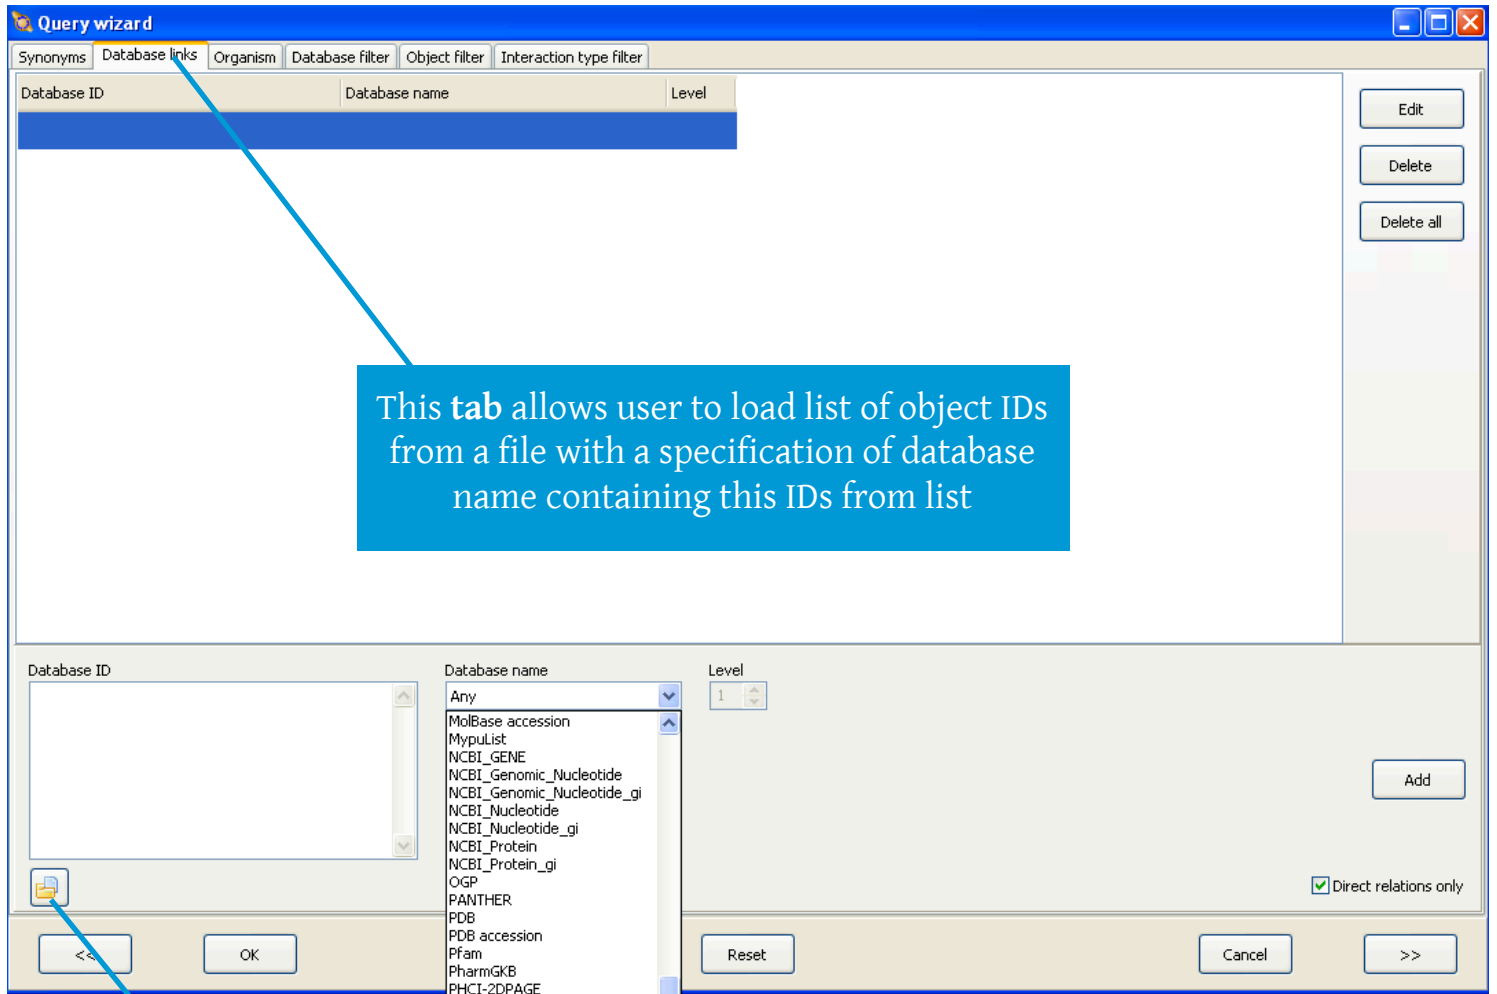 Query wizard
Synonyms Database links Organism Database filter Object filter Interaction type filter
Database ID Database name Level
Edit
Delete
Delete all
This tab allows user to load list of object IDs
from a file with a specification of database
name containing this IDs from list
Database ID Database name Level
Any 1
MolBase accession
MypuList
NCBI_GENE
NCBI_Genomic_Nucleotide
NCBI_Genomic_Nucleotide_gi
NCBI_Nucleotide
NCBI_Nucleotide_gi
NCBI_Protein
NCBI_Protein_gi
OGP
PANTHER
PDB
PDB accession
Pfam
PharmGKB
PHCI-2DPAGE
Add
Direct relations only
<< OK Reset Cancel >>